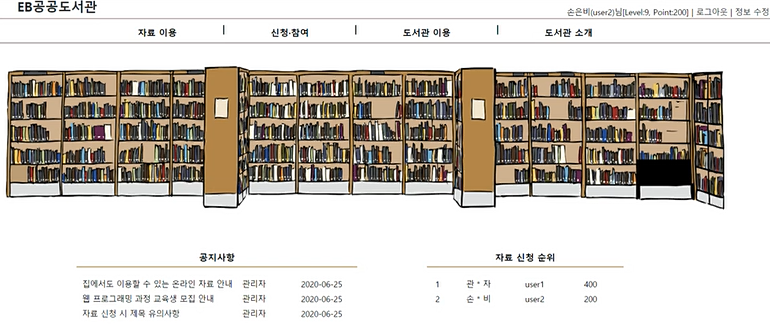 EB공공도서관
손은비(user2)님[Level:9, Point:200] | 로그아웃 | 정보 수정
자료 이용 | 신청·참여 | 도서관 이용 | 도서관 소개
공지사항
집에서도 이용할 수 있는 온라인 자료 안내 관리자 2020-06-25
웹 프로그래밍 과정 교육생 모집 안내 관리자 2020-06-25
자료 신청 시 제목 유의사항 관리자 2020-06-25
자료 신청 순위
1 관 * 자 user1 400
2 손 * 비 user2 200